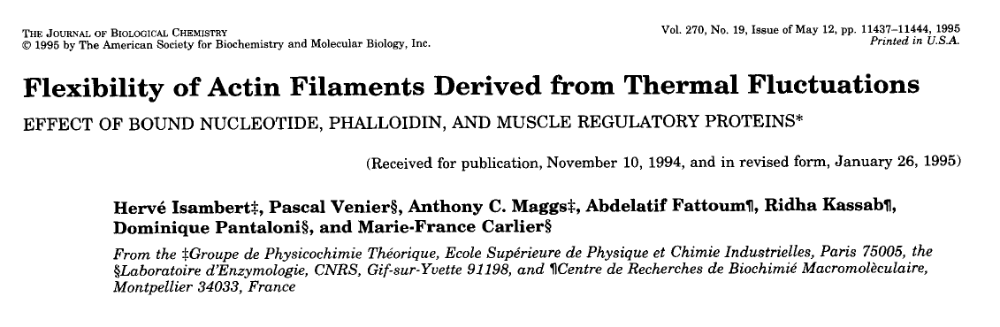 THE JOURNAL OF BIOLOGICAL CHEMISTRY
© 1995 by The American Society for Biochemistry and Molecular Biology, Inc.
Vol. 270, No. 19, Issue of May 12, pp. 11437–11444, 1995
Printed in U.S.A.
Flexibility of Actin Filaments Derived from Thermal Fluctuations
EFFECT OF BOUND NUCLEOTIDE, PHALLOIDIN, AND MUSCLE REGULATORY PROTEINS*
(Received for publication, November 10, 1994, and in revised form, January 26, 1995)
Hervé Isambert‡, Pascal Venier§, Anthony C. Maggs‡, Abdelatif Fattoum¶, Ridha Kassab¶,
Dominique Pantaloni§, and Marie-France Carlier§
From the ‡Groupe de Physicochimie Théorique, Ecole Supérieure de Physique et Chimie Industrielles, Paris 75005, the
§Laboratoire d'Enzymologie, CNRS, Gif-sur-Yvette 91198, and ¶Centre de Recherches de Biochimié Macromolèculaire,
Montpellier 34033, France